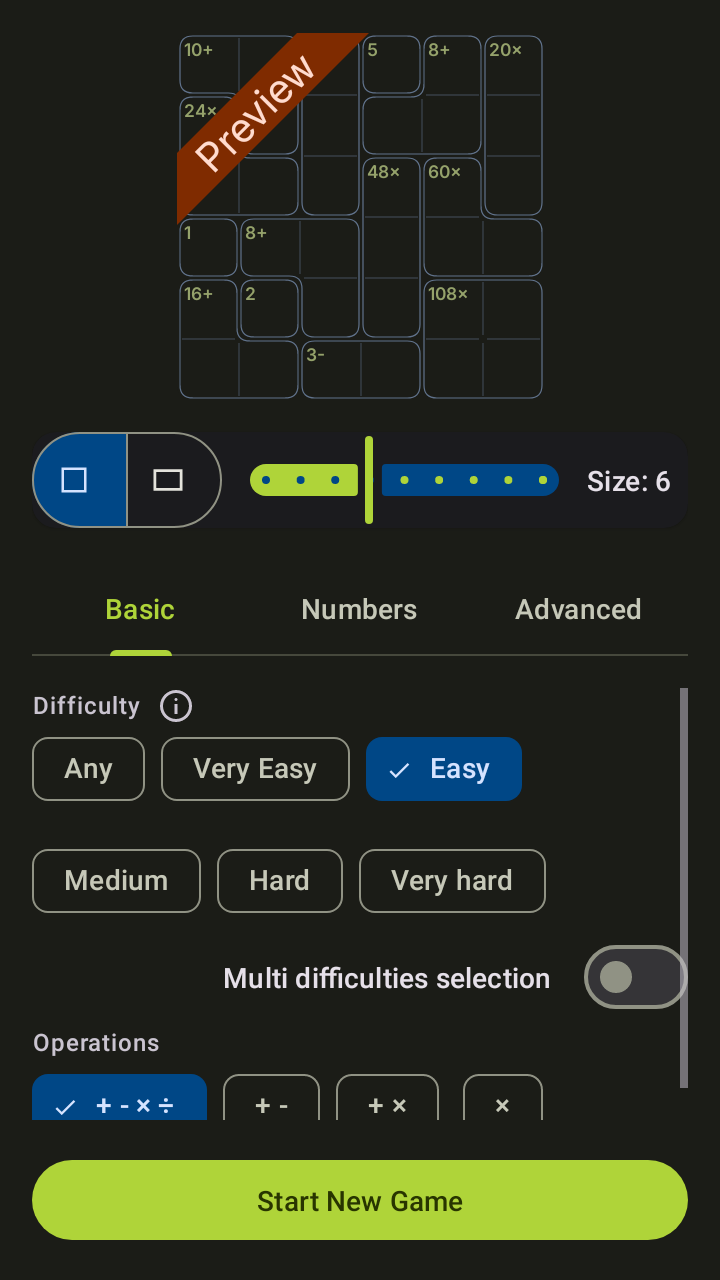 10+ 5 8+ 20×
24×
Preview
48× 60×
1 8+
16+ 2 108×
3-
Size: 6
Basic Numbers Advanced
Difficulty
Any Very Easy Easy
Medium Hard Very hard
Multi difficulties selection
Operations
+ - × ÷ + - + × ×
Start New Game